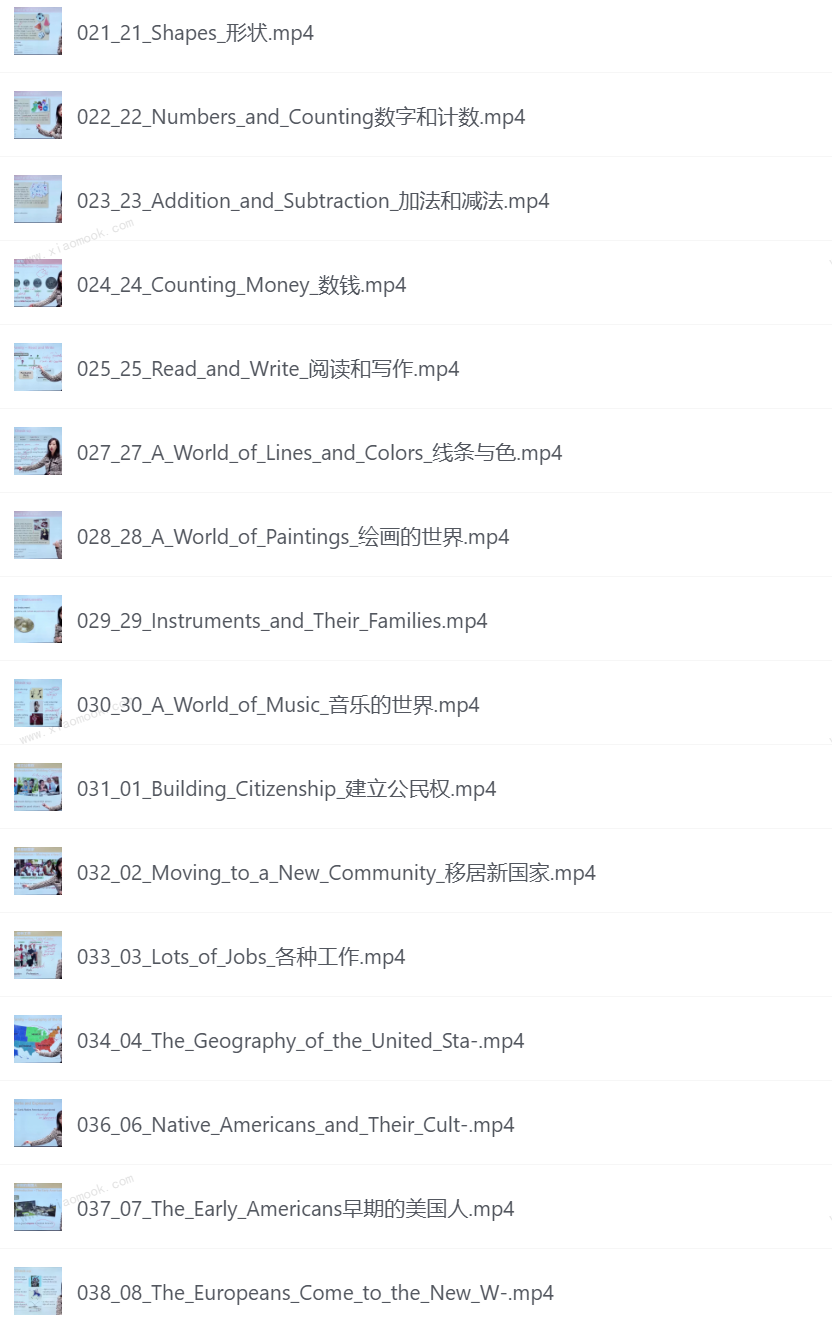 021_21_Shapes_形状.mp4
022_22_Numbers_and_Counting数字和计数.mp4
023_23_Addition_and_Subtraction_加法和减法.mp4
www.xiaomook.com
024_24_Counting_Money_数钱.mp4
025_25_Read_and_Write_阅读和写作.mp4
027_27_A_World_of_Lines_and_Colors_线条与色.mp4
028_28_A_World_of_Paintings_绘画的世界.mp4
029_29_Instruments_and_Their_Families.mp4
030_30_A_World_of_Music_音乐的世界.mp4
www.xiaomook.com
031_01_Building_Citizenship_建立公民权.mp4
032_02_Moving_to_a_New_Community_移居新国家.mp4
033_03_Lots_of_Jobs_各种工作.mp4
034_04_The_Geography_of_the_United_Sta-.mp4
036_06_Native_Americans_and_Their_Cult-.mp4
www.xiaomook.com
037_07_The_Early_Americans早期的美国人.mp4
038_08_The_Europeans_Come_to_the_New_W-.mp4